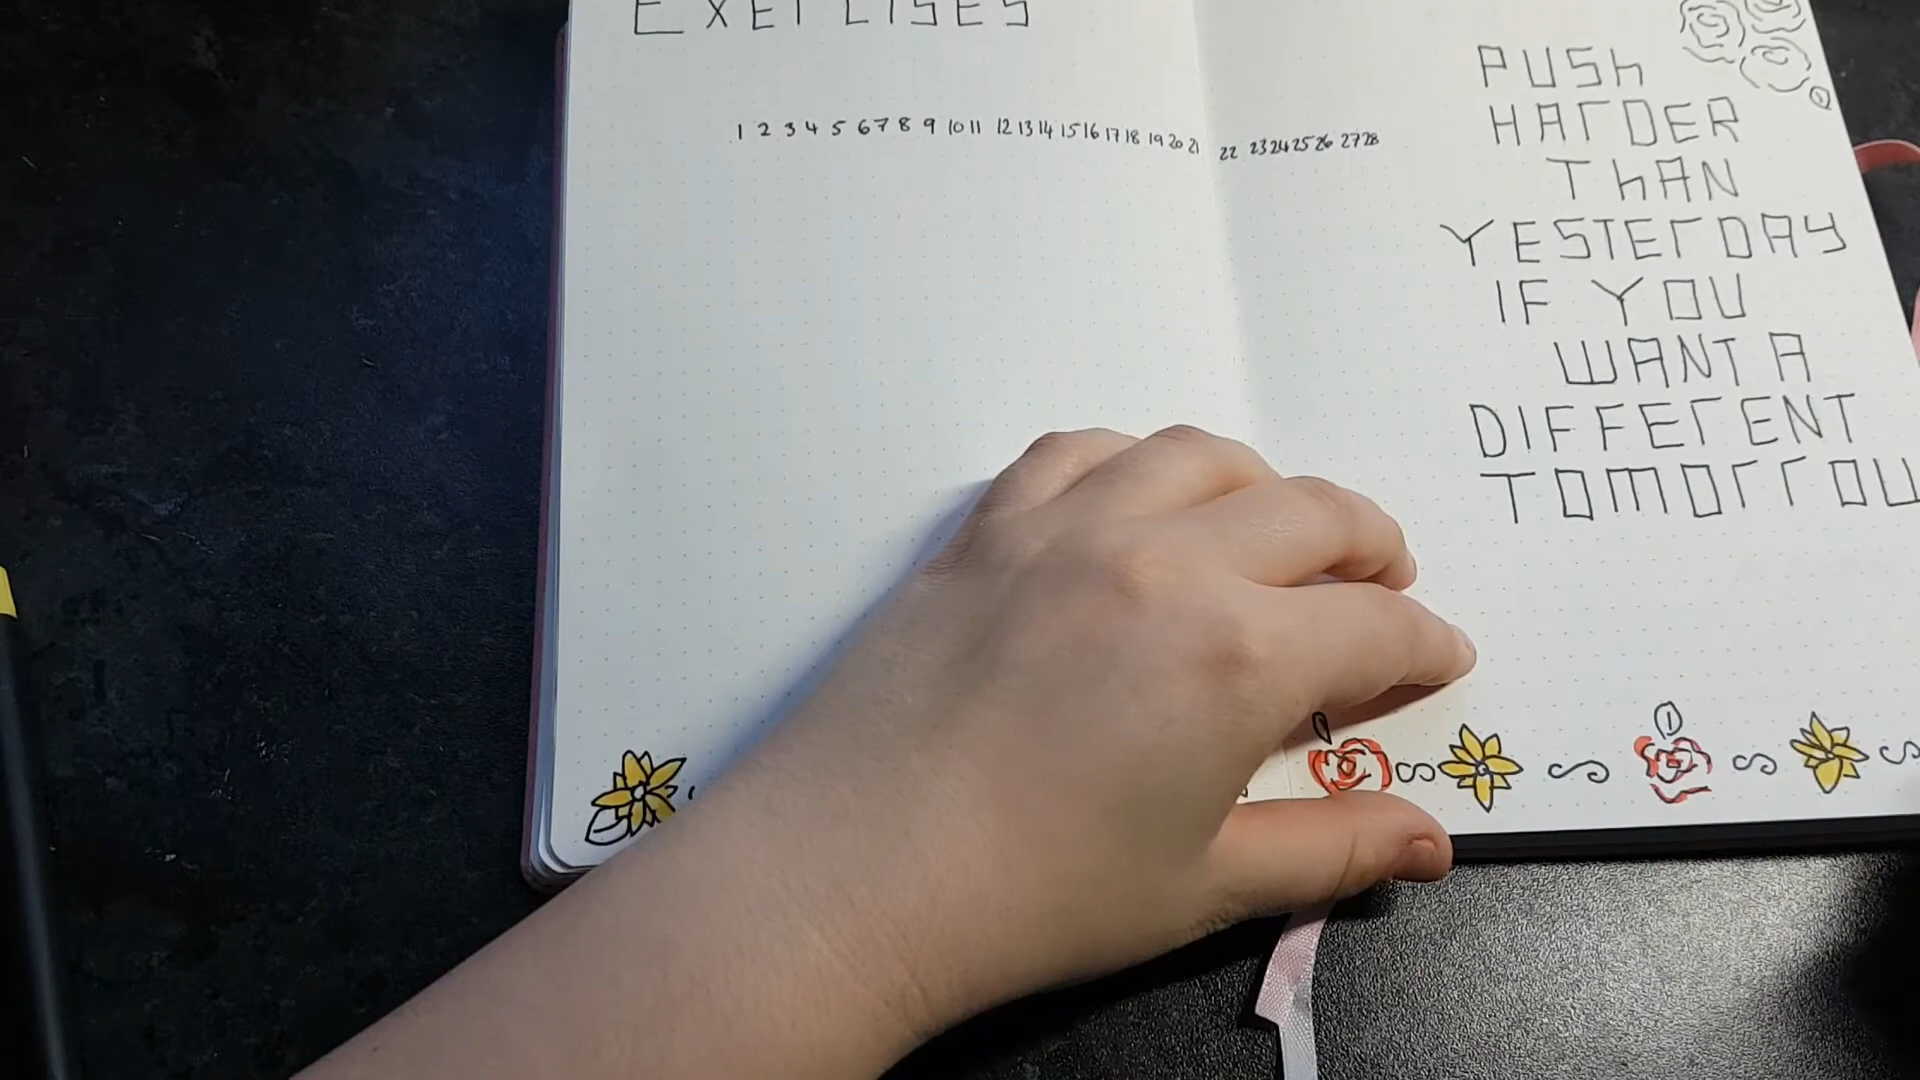 EXErCISES
1 2 3 4 5 6 7 8 9 10 11 12 13 14 15 16 17 18 19 20 21 22 23 24 25 26 27 28
PUSh
HArDER
ThAN
YESTErDAY
IF YOU
WANT A
DIFFErENT
TOMOrrOW